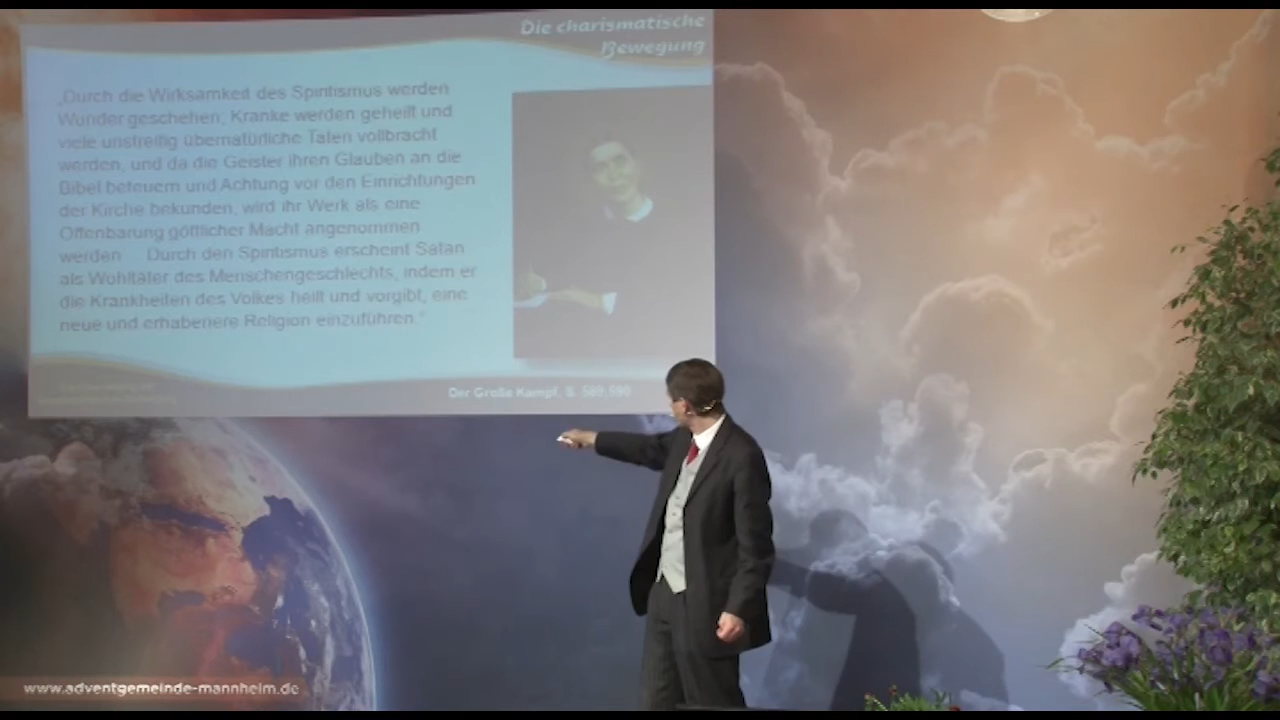 Die charismatische
Bewegung
„Durch die Wirksamkeit des Spiritismus werden
Wunder geschehen, Kranke werden geheilt und
viele unstreitig übernatürliche Taten vollbracht
werden, und da die Geister ihren Glauben an die
Bibel beteuern und Achtung vor den Einrichtungen
der Kirche bekunden, wird ihr Werk als eine
Offenbarung göttlicher Macht angenommen
werden Durch den Spiritismus erscheint Satan
als Wohltäter des Menschengeschlechts, indem er
die Krankheiten des Volkes heilt und vorgibt, eine
neue und erhabenere Religion einzuführen.“
Der Große Kampf, S. 589.590
www.adventgemeinde-mannheim.de